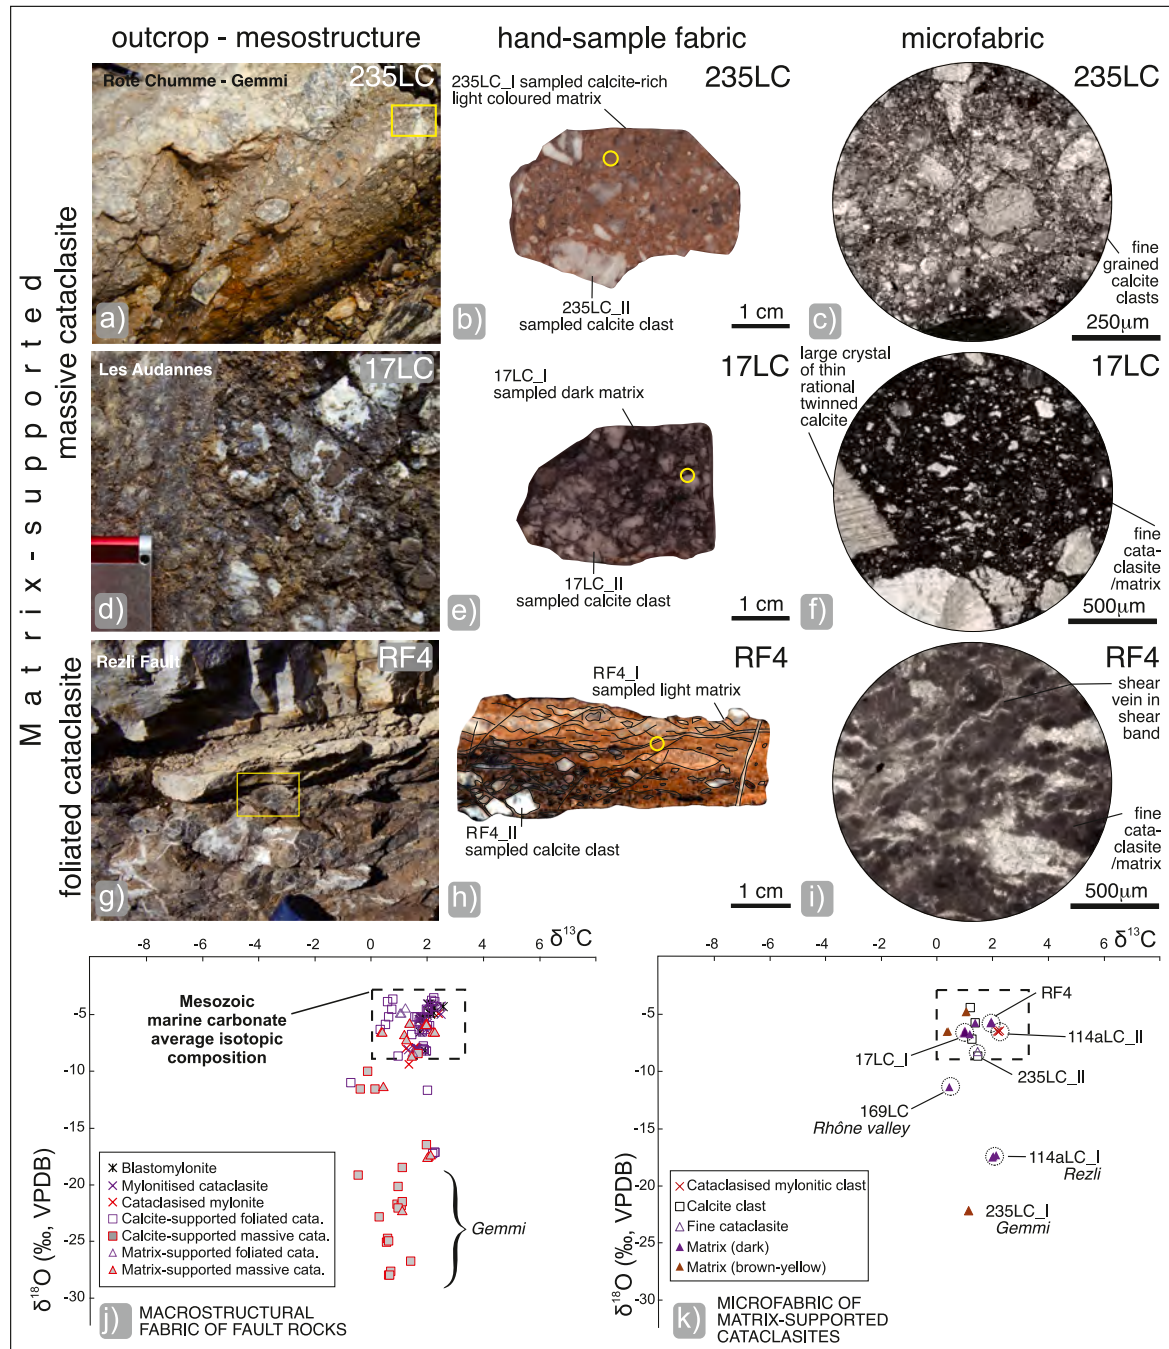 outcrop - mesostructure
hand-sample fabric
microfabric
Matrix-supported
massive cataclasite
foliated cataclasite
Rote Chumme - Gemmi
235LC
a)
235LC_I sampled calcite-rich
light coloured matrix
235LC
235LC_II
sampled calcite clast
1 cm
b)
235LC
fine
grained
calcite
clasts
250μm
c)
Les Audannes
17LC
d)
17LC
17LC_I
sampled dark matrix
17LC_II
sampled calcite clast
1 cm
e)
large crystal
of thin
rational
twinned
calcite
17LC
fine
cata-
clasite
/matrix
500μm
f)
Rezli Fault
RF4
g)
RF4
RF4_I
sampled light matrix
RF4_II
sampled calcite clast
1 cm
h)
RF4
shear
vein in
shear
band
fine
cata-
clasite
/matrix
500μm
i)
-8 -6 -4 -2 0 2 4 6 δ13C
Mesozoic
marine carbonate
average isotopic
composition
-5
-10
-15
-20
-25
-30
δ18O (‰, VPDB)
Blastomylonite
Mylonitised cataclasite
Cataclasised mylonite
Calcite-supported foliated cata.
Calcite-supported massive cata.
Matrix-supported foliated cata.
Matrix-supported massive cata.
Gemmi
j) MACROSTRUCTURAL
FABRIC OF FAULT ROCKS
-8 -6 -4 -2 0 2 4 6 δ13C
-5
-10
-15
-20
-25
-30
δ18O (‰, VPDB)
RF4
114aLC_II
17LC_I
235LC_II
169LC
Rhône valley
114aLC_I
Rezli
235LC_I
Gemmi
Cataclasised mylonitic clast
Calcite clast
Fine cataclasite
Matrix (dark)
Matrix (brown-yellow)
k) MICROFABRIC OF
MATRIX-SUPPORTED
CATACLASITES